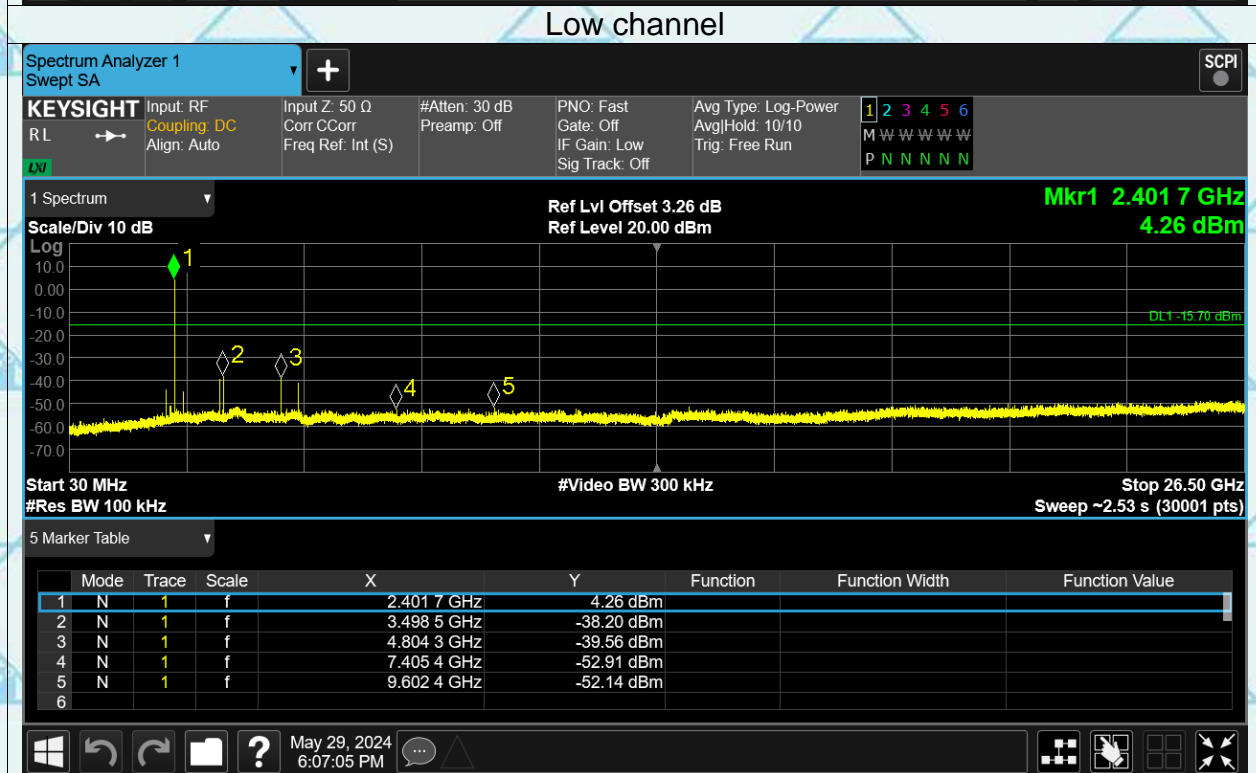 Low channel
Spectrum Analyzer 1
Swept SA
SCPI
KEYSIGHT
RL
LXI
Input: RF
Coupling: DC
Align: Auto
Input Z: 50 Ω
Corr CCorr
Freq Ref: Int (S)
#Atten: 30 dB
Preamp: Off
PNO: Fast
Gate: Off
IF Gain: Low
Sig Track: Off
Avg Type: Log-Power
Avg|Hold: 10/10
Trig: Free Run
1 2 3 4 5 6
M W W W W W
P N N N N N
1 Spectrum
Ref Lvl Offset 3.26 dB
Mkr1 2.401 7 GHz
Scale/Div 10 dB
Ref Level 20.00 dBm
4.26 dBm
Log
10.0
0.00
-10.0
-20.0
-30.0
-40.0
-50.0
-60.0
-70.0
1
2
3
4
5
DL1 -15.70 dBm
Start 30 MHz
#Video BW 300 kHz
Stop 26.50 GHz
#Res BW 100 kHz
Sweep ~2.53 s (30001 pts)
5 Marker Table
Mode Trace Scale X Y Function Function Width Function Value
1 N 1 f 2.401 7 GHz 4.26 dBm
2 N 1 f 3.498 5 GHz -38.20 dBm
3 N 1 f 4.804 3 GHz -39.56 dBm
4 N 1 f 7.405 4 GHz -52.91 dBm
5 N 1 f 9.602 4 GHz -52.14 dBm
6
?
May 29, 2024
6:07:05 PM